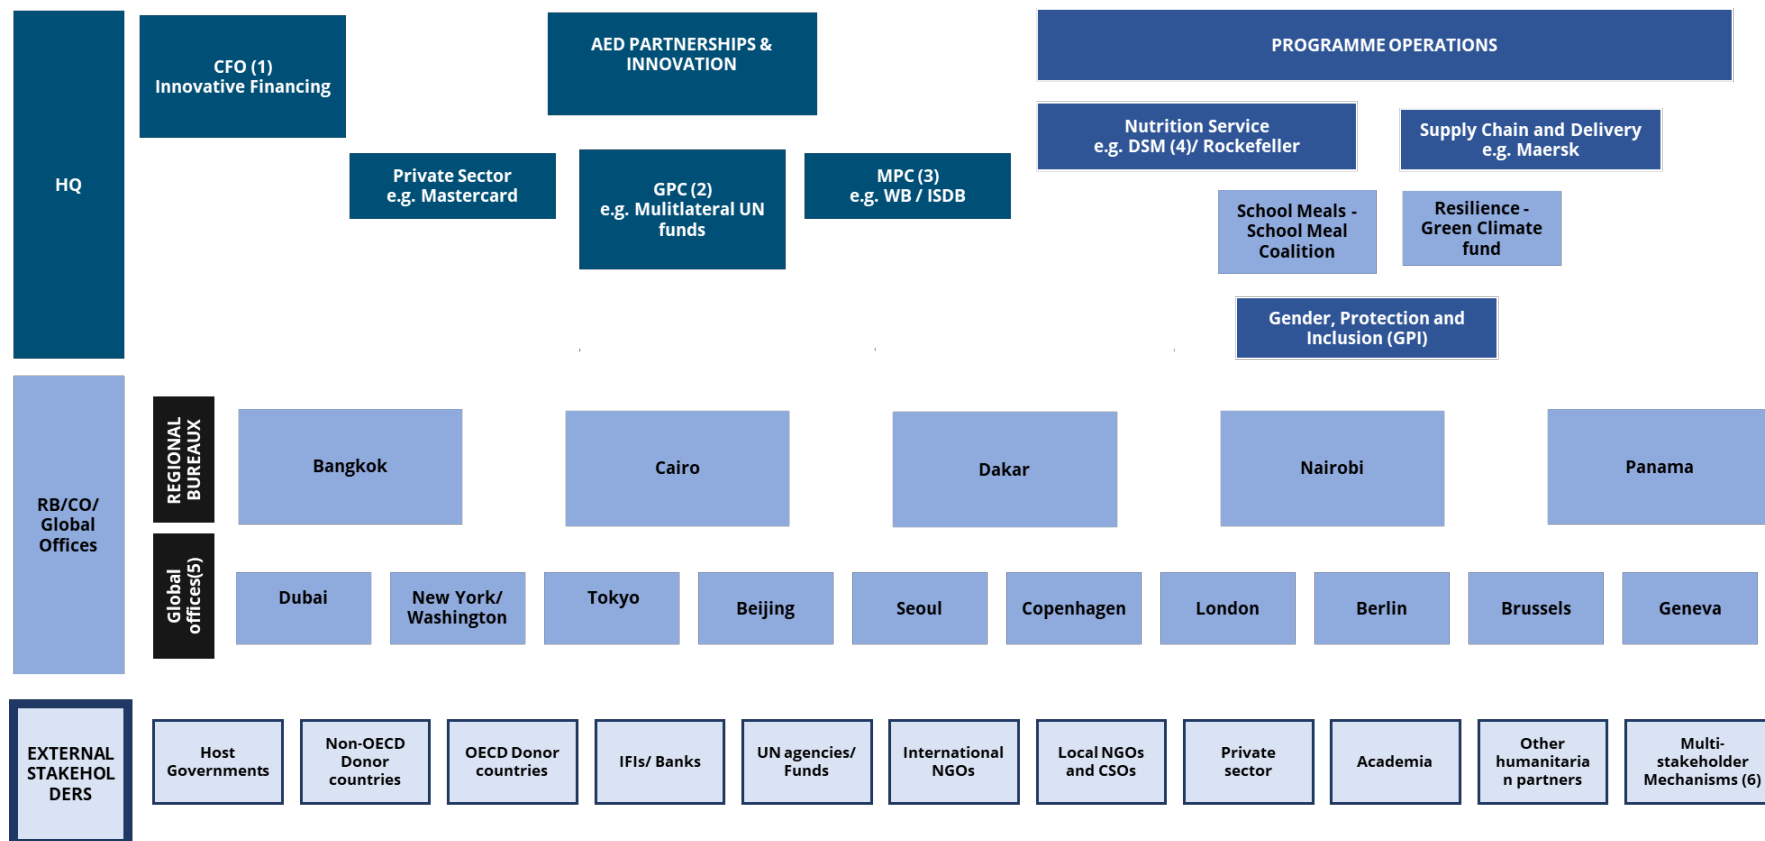 HQ
CFO (1)
Innovative Financing
AED PARTNERSHIPS &
INNOVATION
PROGRAMME OPERATIONS
Private Sector
e.g. Mastercard
GPC (2)
e.g. Mulitlateral UN
funds
MPC (3)
e.g. WB / ISDB
Nutrition Service
e.g. DSM (4)/ Rockefeller
Supply Chain and Delivery
e.g. Maersk
School Meals -
School Meal
Coalition
Resilience -
Green Climate
fund
Gender, Protection and
Inclusion (GPI)
RB/CO/
Global
Offices
REGIONAL
BUREAUX
Bangkok
Cairo
Dakar
Nairobi
Panama
Global
offices(5)
Dubai
New York/
Washington
Tokyo
Beijing
Seoul
Copenhagen
London
Berlin
Brussels
Geneva
EXTERNAL
STAKEHOL
DERS
Host
Governments
Non-OECD
Donor
countries
OECD Donor
countries
IFIs/ Banks
UN agencies/
Funds
International
NGOs
Local NGOs
and CSOs
Private
sector
Academia
Other
humanitaria
n partners
Multi-
stakeholder
Mechanisms (6)